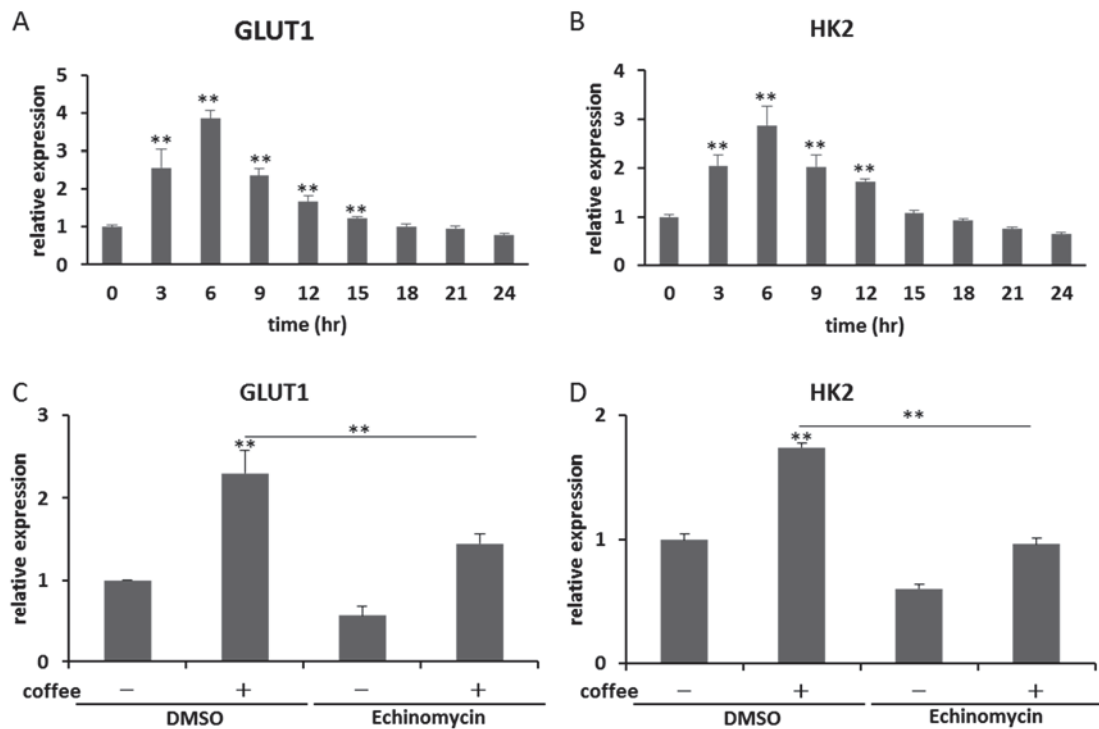 A
GLUT1
relative expression
5
4
3
2
1
0
**
**
**
**
**
0 3 6 9 12 15 18 21 24
time (hr)
B
HK2
relative expression
4
3
2
1
0
**
**
**
**
0 3 6 9 12 15 18 21 24
time (hr)
C
GLUT1
relative expression
3
2
1
0
**
**
coffee − + − +
DMSO Echinomycin
D
HK2
relative expression
2
1
0
**
**
coffee − + − +
DMSO Echinomycin